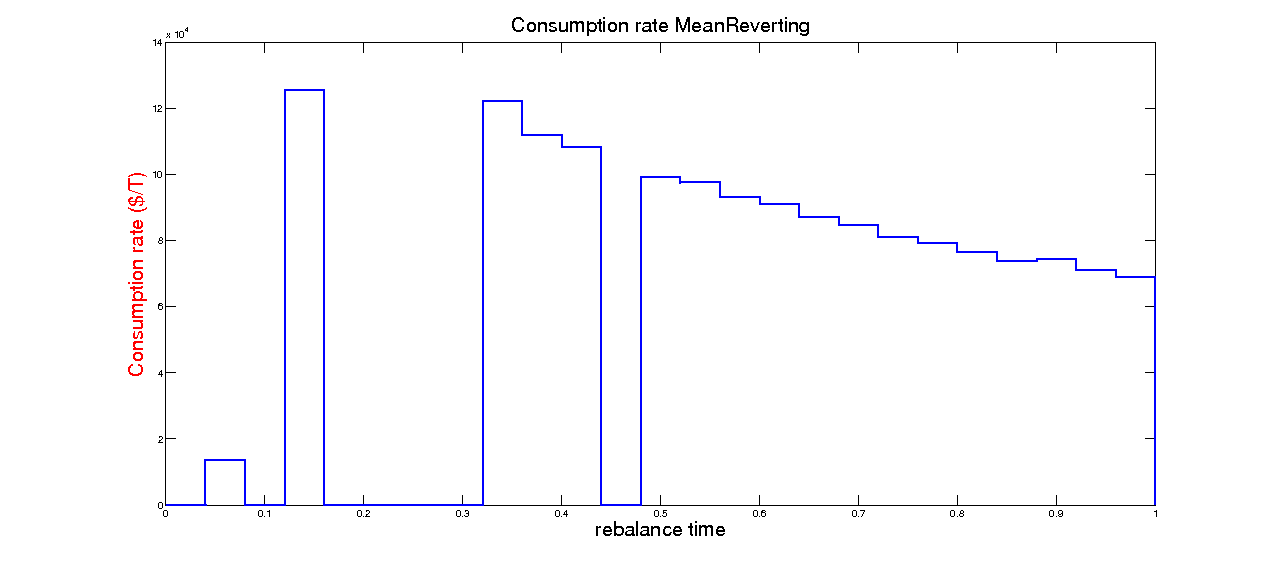 Consumption rate MeanReverting
x 10^4
14
12
10
8
6
4
2
0
Consumption rate ($/T)
0 0.1 0.2 0.3 0.4 0.5 0.6 0.7 0.8 0.9 1
rebalance time